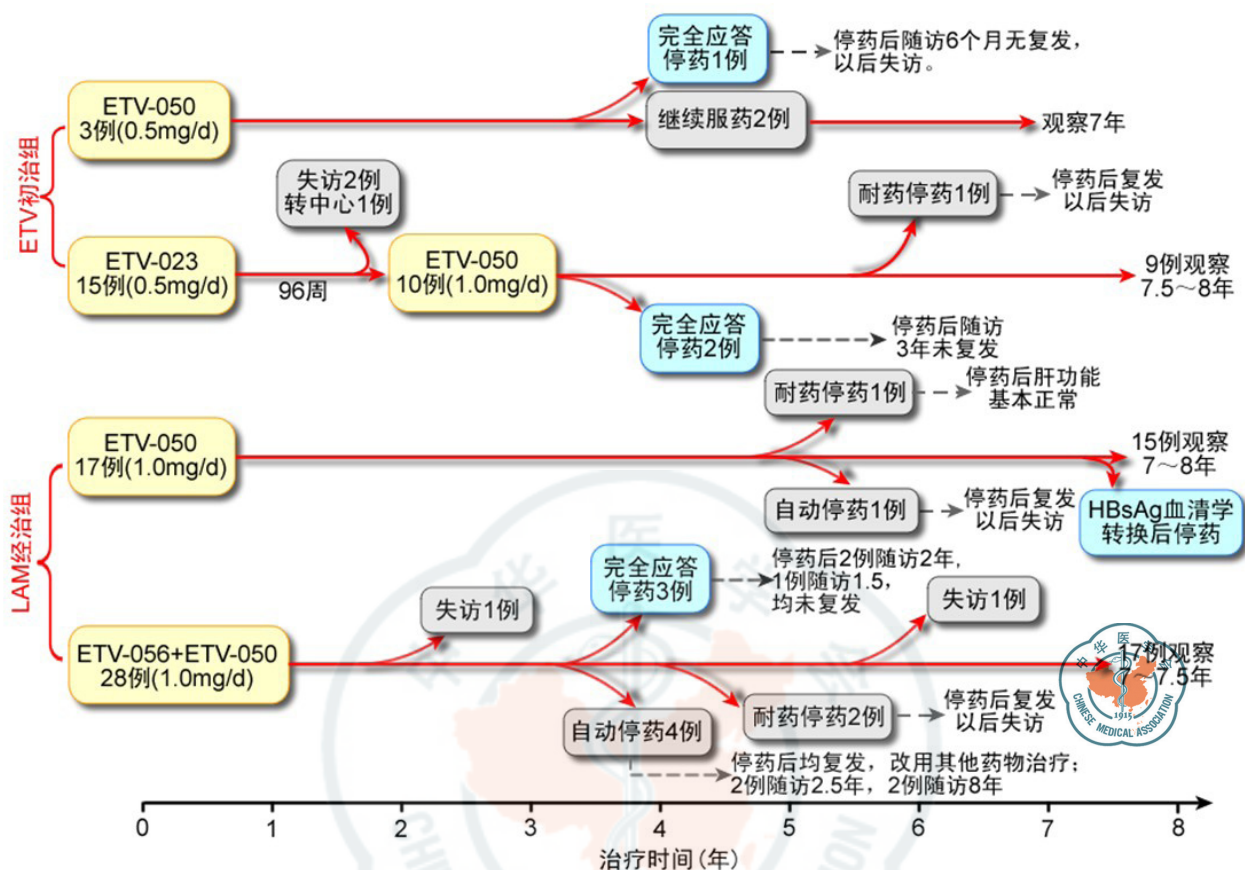 ETV初治组
ETV-050
3例(0.5mg/d)
完全应答
停药1例
停药后随访6个月无复发，
以后失访。
继续服药2例
观察7年
ETV-023
15例(0.5mg/d)
96周
失访2例
转中心1例
ETV-050
10例(1.0mg/d)
耐药停药1例
停药后复发
以后失访
9例观察
7.5～8年
完全应答
停药2例
停药后随访
3年未复发
LAM经治组
ETV-050
17例(1.0mg/d)
耐药停药1例
停药后肝功能
基本正常
15例观察
7～8年
自动停药1例
停药后复发
以后失访
HBsAg血清学
转换后停药
ETV-056+ETV-050
28例(1.0mg/d)
失访1例
完全应答
停药3例
停药后2例随访2年，
1例随访1.5，
均未复发
失访1例
17例观察
7～7.5年
自动停药4例
耐药停药2例
停药后复发
以后失访
停药后均复发，改用其他药物治疗；
2例随访2.5年，2例随访8年
0 1 2 3 4 5 6 7 8
治疗时间(年)
中华医学会
CHINESE MEDICAL ASSOCIATION
1915